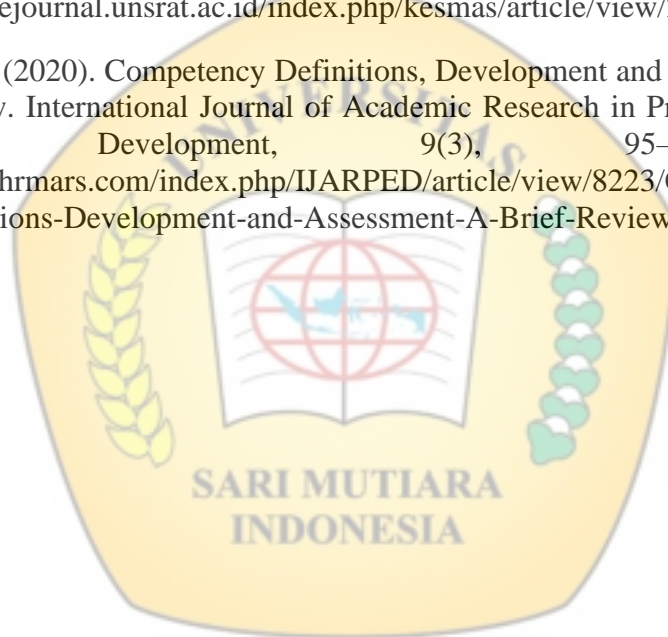 ejournal.unsrat.ac.id/index.php/kesmas/article/view/
(2020). Competency Definitions, Development and
International Journal of Academic Research in
Development, 9(3), 95–
hrmars.com/index.php/IJARPED/article/view/8223/
ions-Development-and-Assessment-A-Brief-Review
UNIVERSITAS
SARI MUTIARA
INDONESIA